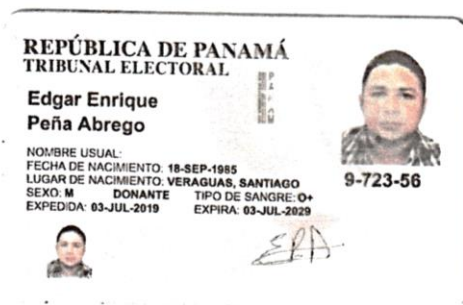 REPÚBLICA DE PANAMÁ
TRIBUNAL ELECTORAL
Edgar Enrique
Peña Abrego
NOMBRE USUAL:
FECHA DE NACIMIENTO: 18-SEP-1985
LUGAR DE NACIMIENTO: VERAGUAS, SANTIAGO
SEXO: M DONANTE TIPO DE SANGRE: O+
EXPEDIDA: 03-JUL-2019 EXPIRA: 03-JUL-2029
9-723-56